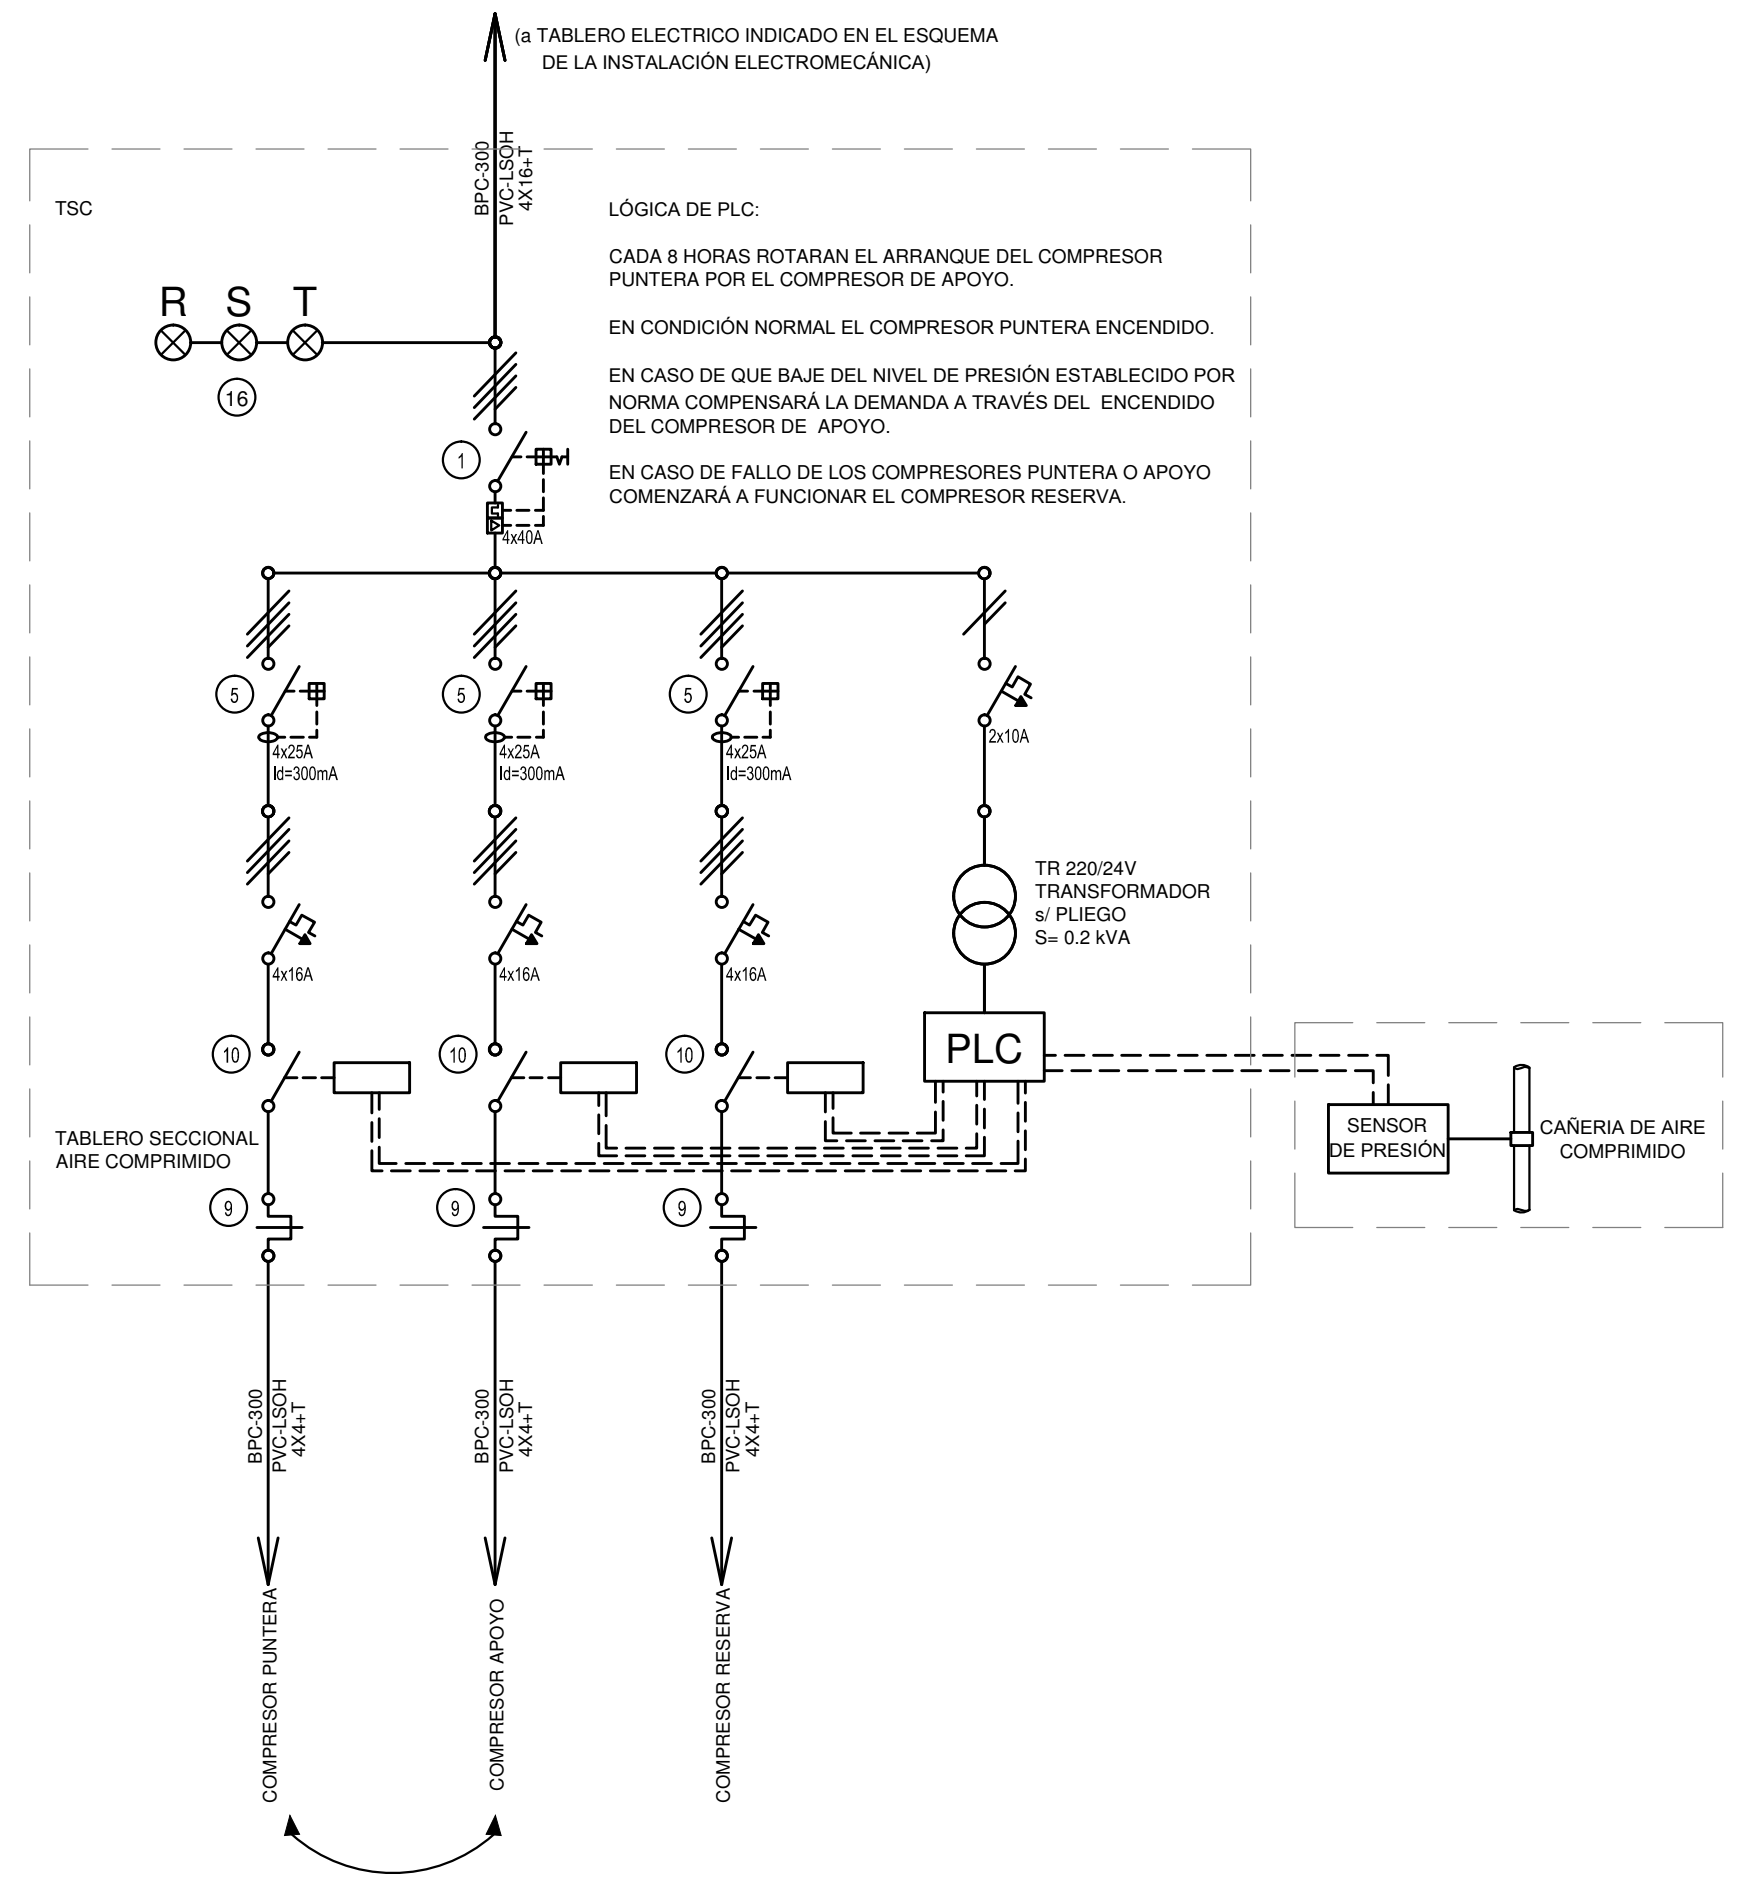 (a TABLERO ELECTRICO INDICADO EN EL ESQUEMA
DE LA INSTALACIÓN ELECTROMECÁNICA)
BPC-300
PVC-LSOH
4X16+T
TSC
LÓGICA DE PLC:
CADA 8 HORAS ROTARAN EL ARRANQUE DEL COMPRESOR
PUNTERA POR EL COMPRESOR DE APOYO.
EN CONDICIÓN NORMAL EL COMPRESOR PUNTERA ENCENDIDO.
EN CASO DE QUE BAJE DEL NIVEL DE PRESIÓN ESTABLECIDO POR
NORMA COMPENSARÁ LA DEMANDA A TRAVÉS DEL ENCENDIDO
DEL COMPRESOR DE APOYO.
EN CASO DE FALLO DE LOS COMPRESORES PUNTERA O APOYO
COMENZARÁ A FUNCIONAR EL COMPRESOR RESERVA.
R S T
16
1
4x40A
5
4x25A
Id=300mA
5
4x25A
Id=300mA
5
4x25A
Id=300mA
2x10A
4x16A
4x16A
4x16A
TR 220/24V
TRANSFORMADOR
s/ PLIEGO
S= 0.2 kVA
10
10
10
PLC
SENSOR
DE PRESIÓN
CAÑERIA DE AIRE
COMPRIMIDO
TABLERO SECCIONAL
AIRE COMPRIMIDO
9
9
9
BPC-300
PVC-LSOH
4X4+T
BPC-300
PVC-LSOH
4X4+T
BPC-300
PVC-LSOH
4X4+T
COMPRESOR PUNTERA
COMPRESOR APOYO
COMPRESOR RESERVA